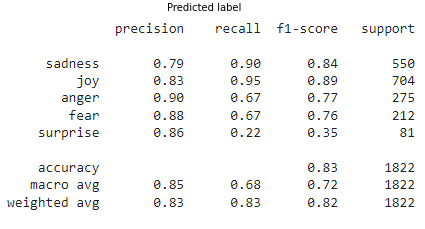 Predicted label
precision recall f1-score support
sadness 0.79 0.90 0.84 550
joy 0.83 0.95 0.89 704
anger 0.90 0.67 0.77 275
fear 0.88 0.67 0.76 212
surprise 0.86 0.22 0.35 81
accuracy 0.83 1822
macro avg 0.85 0.68 0.72 1822
weighted avg 0.83 0.83 0.82 1822